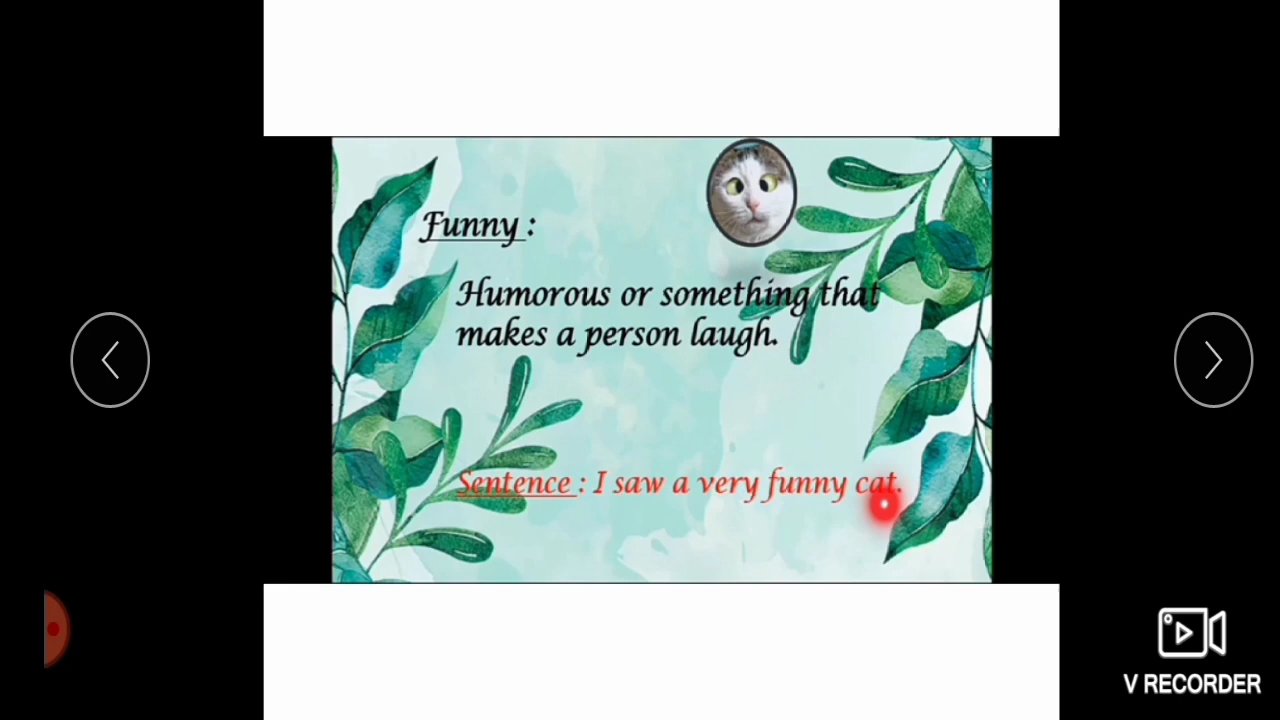 Funny :
Humorous or something that
makes a person laugh.
Sentence : I saw a very funny cat.
V RECORDER